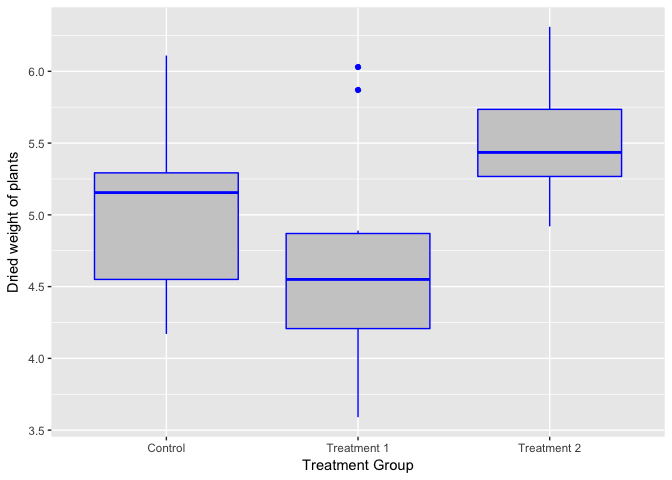 Dried weight of plants
6.0
5.5
5.0
4.5
4.0
3.5
Control
Treatment 1
Treatment 2
Treatment Group